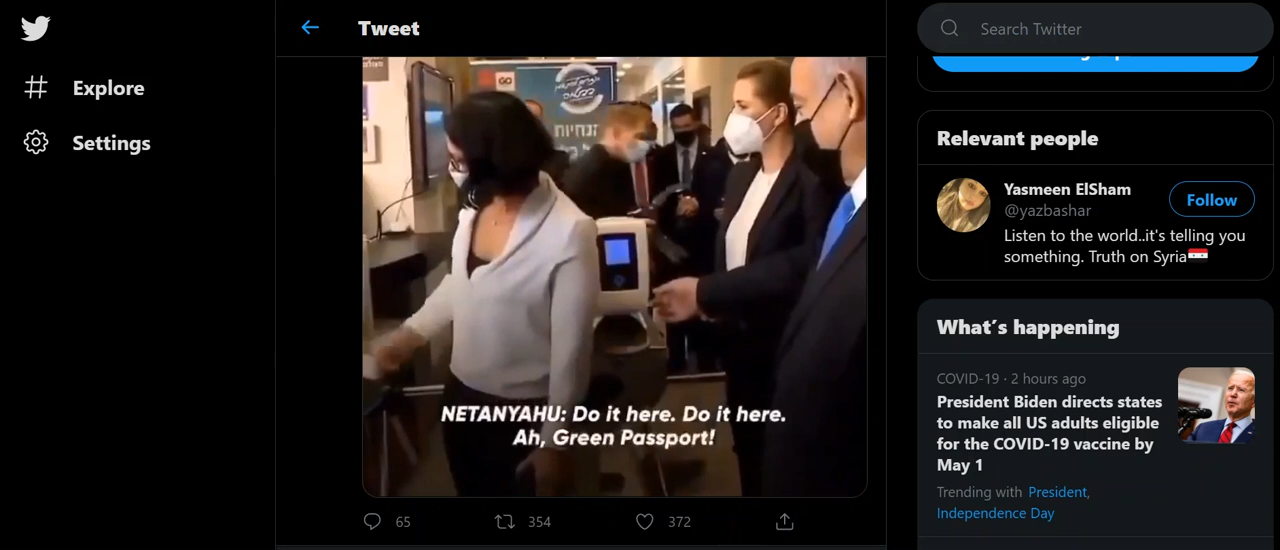 Explore
Settings
Tweet
GO
הנחיות
NETANYAHU: Do it here. Do it here.
Ah, Green Passport!
65
354
372
Search Twitter
Relevant people
Yasmeen ElSham
@yazbashar
Follow
Listen to the world..it's telling you
something. Truth on Syria🇸🇾
What's happening
COVID-19 · 2 hours ago
President Biden directs states
to make all US adults eligible
for the COVID-19 vaccine by
May 1
Trending with President,
Independence Day